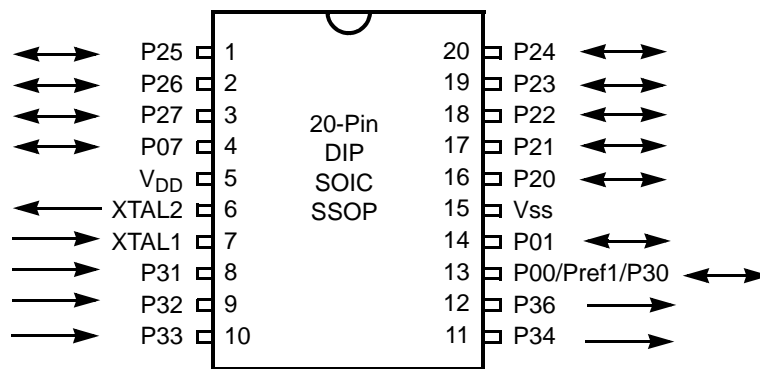 P25 1 20 P24
P26 2 19 P23
P27 3 18 P22
P07 4 17 P21
VDD 5 16 P20
XTAL2 6 15 Vss
XTAL1 7 14 P01
P31 8 13 P00/Pref1/P30
P32 9 12 P36
P33 10 11 P34
20-Pin
DIP
SOIC
SSOP